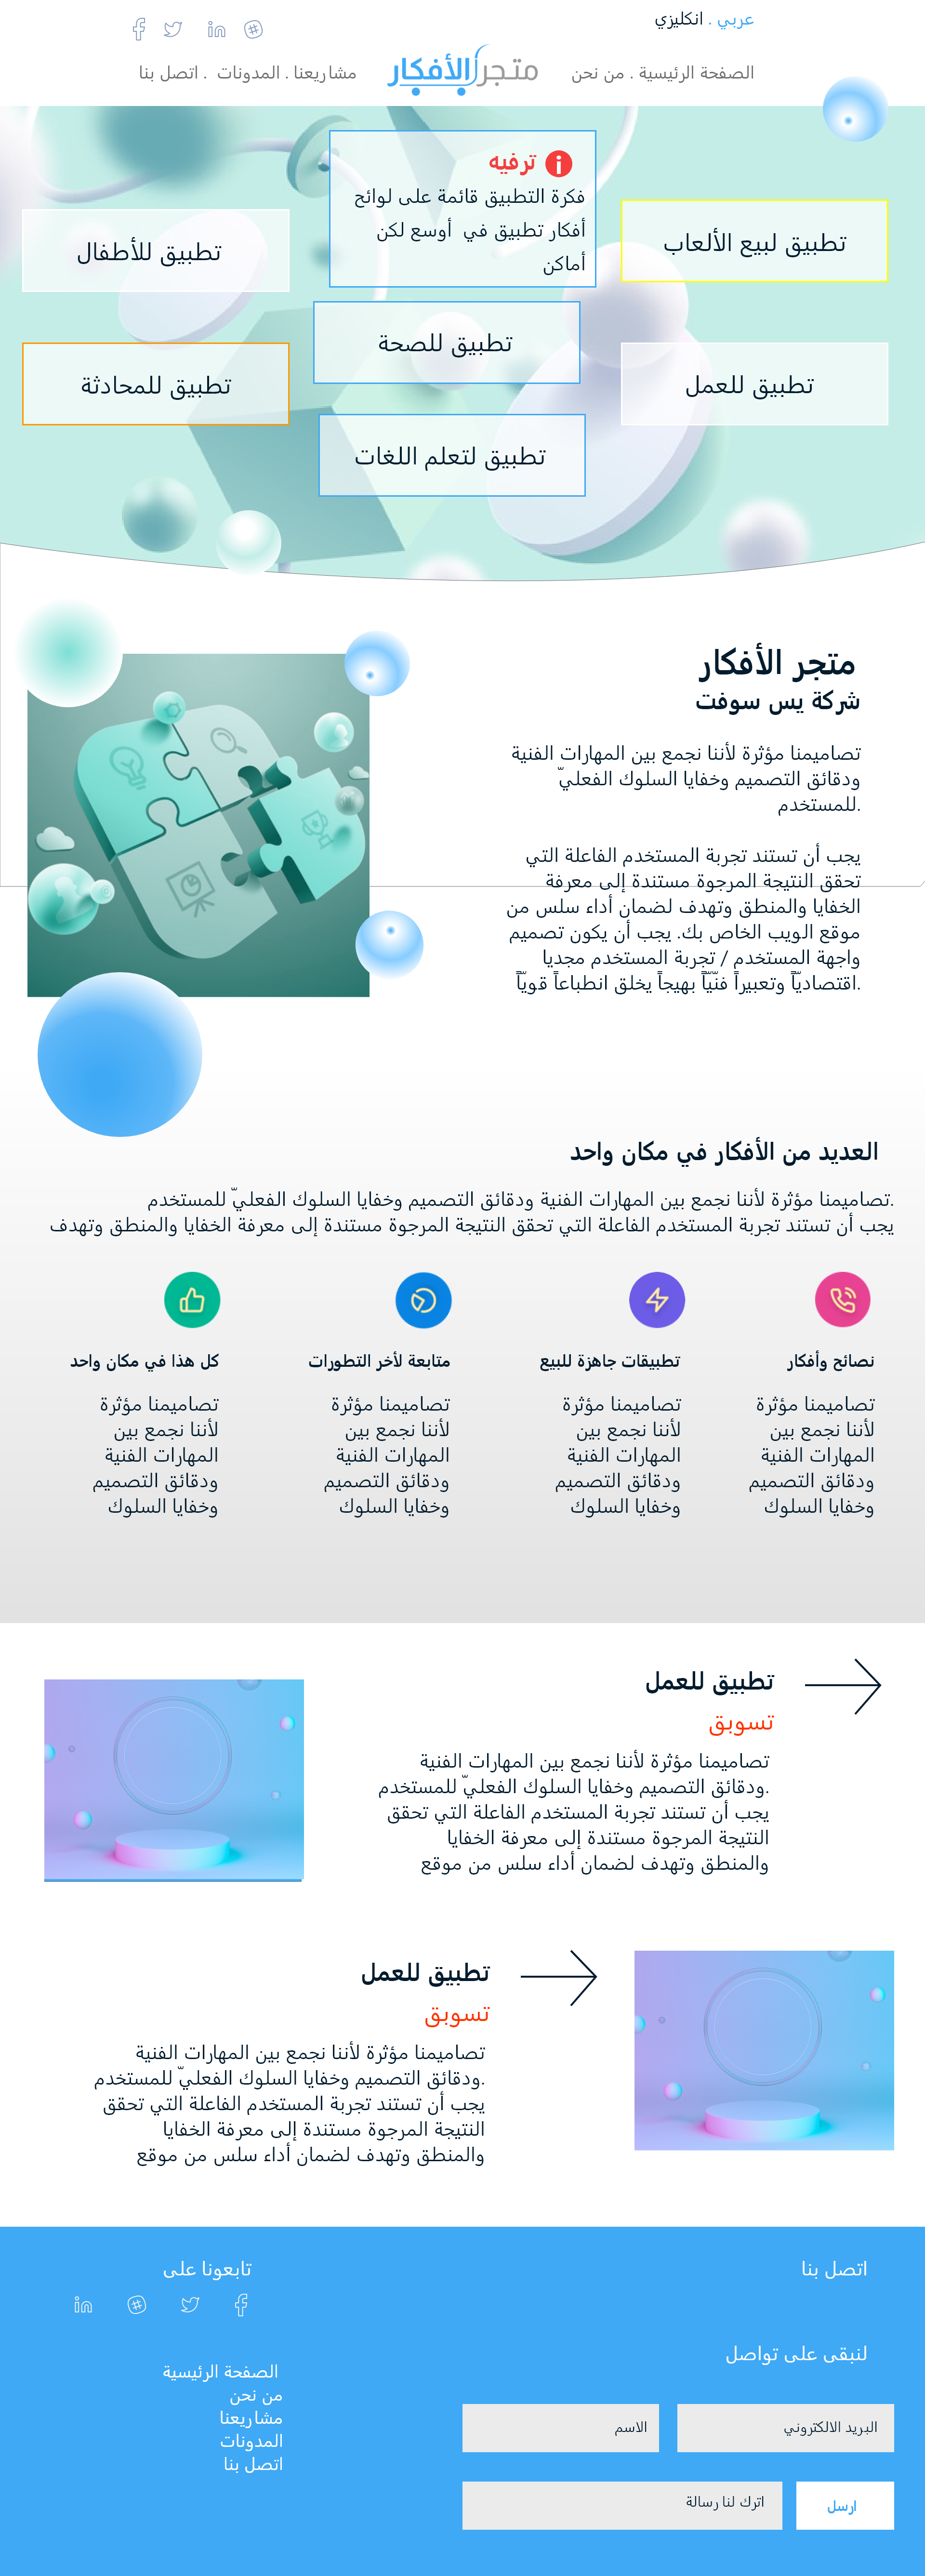 عربي . انكليزي
الصفحة الرئيسية . من نحن
متجر الأفكار
مشاريعنا . المدونات . اتصل بنا
ترفيه
فكرة التطبيق قائمة على لوائح
أفكار تطبيق في أوسع لكن
أماكن
تطبيق لبيع الألعاب
تطبيق للأطفال
تطبيق للصحة
تطبيق للعمل
تطبيق للمحادثة
تطبيق لتعلم اللغات
متجر الأفكار
شركة يس سوفت
تصاميمنا مؤثرة لأننا نجمع بين المهارات الفنية
ودقائق التصميم وخفايا السلوك الفعليّ
.للمستخدم
يجب أن تستند تجربة المستخدم الفاعلة التي
تحقق النتيجة المرجوة مستندة إلى معرفة
الخفايا والمنطق وتهدف لضمان أداء سلس من
موقع الويب الخاص بك. يجب أن يكون تصميم
واجهة المستخدم / تجربة المستخدم مجديا
.اقتصاديّاً وتعبيراً فنّيّاً بهيجاً يخلق انطباعاً قويّاً
العديد من الأفكار في مكان واحد
.تصاميمنا مؤثرة لأننا نجمع بين المهارات الفنية ودقائق التصميم وخفايا السلوك الفعليّ للمستخدم
يجب أن تستند تجربة المستخدم الفاعلة التي تحقق النتيجة المرجوة مستندة إلى معرفة الخفايا والمنطق وتهدف
نصائح وأفكار
تصاميمنا مؤثرة
لأننا نجمع بين
المهارات الفنية
ودقائق التصميم
وخفايا السلوك
تطبيقات جاهزة للبيع
تصاميمنا مؤثرة
لأننا نجمع بين
المهارات الفنية
ودقائق التصميم
وخفايا السلوك
متابعة لأخر التطورات
تصاميمنا مؤثرة
لأننا نجمع بين
المهارات الفنية
ودقائق التصميم
وخفايا السلوك
كل هذا في مكان واحد
تصاميمنا مؤثرة
لأننا نجمع بين
المهارات الفنية
ودقائق التصميم
وخفايا السلوك
تطبيق للعمل
تسوبق
تصاميمنا مؤثرة لأننا نجمع بين المهارات الفنية
.ودقائق التصميم وخفايا السلوك الفعليّ للمستخدم
يجب أن تستند تجربة المستخدم الفاعلة التي تحقق
النتيجة المرجوة مستندة إلى معرفة الخفايا
والمنطق وتهدف لضمان أداء سلس من موقع
تطبيق للعمل
تسوبق
تصاميمنا مؤثرة لأننا نجمع بين المهارات الفنية
.ودقائق التصميم وخفايا السلوك الفعليّ للمستخدم
يجب أن تستند تجربة المستخدم الفاعلة التي تحقق
النتيجة المرجوة مستندة إلى معرفة الخفايا
والمنطق وتهدف لضمان أداء سلس من موقع
اتصل بنا
لنبقى على تواصل
البريد الالكتروني
الاسم
اترك لنا رسالة
ارسل
تابعونا على
الصفحة الرئيسية
من نحن
مشاريعنا
المدونات
اتصل بنا